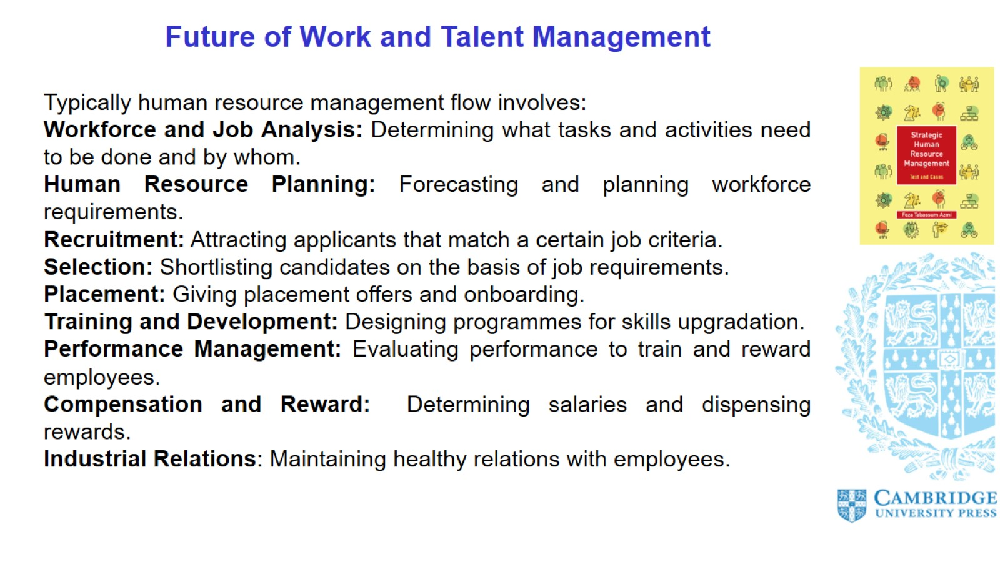 Future of Work and Talent Management
Typically human resource management flow involves:
Workforce and Job Analysis: Determining what tasks and activities need
to be done and by whom.
Human Resource Planning: Forecasting and planning workforce
requirements.
Recruitment: Attracting applicants that match a certain job criteria.
Selection: Shortlisting candidates on the basis of job requirements.
Placement: Giving placement offers and onboarding.
Training and Development: Designing programmes for skills upgradation.
Performance Management: Evaluating performance to train and reward
employees.
Compensation and Reward: Determining salaries and dispensing
rewards.
Industrial Relations: Maintaining healthy relations with employees.
Strategic
Human
Resource
Management
Text and Cases
Feza Tabassum Azmi
CAMBRIDGE
UNIVERSITY PRESS